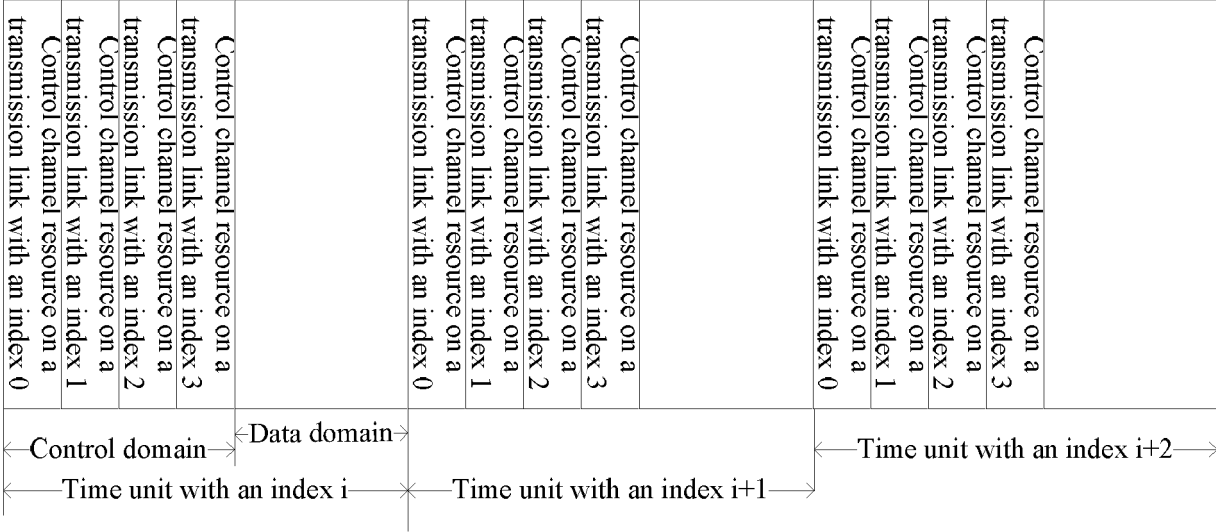 Control channel resource on a
transmission link with an index 0
Control channel resource on a
transmission link with an index 1
Control channel resource on a
transmission link with an index 2
Control channel resource on a
transmission link with an index 3
Control channel resource on a
transmission link with an index 0
Control channel resource on a
transmission link with an index 1
Control channel resource on a
transmission link with an index 2
Control channel resource on a
transmission link with an index 3
Control channel resource on a
transmission link with an index 0
Control channel resource on a
transmission link with an index 1
Control channel resource on a
transmission link with an index 2
Control channel resource on a
transmission link with an index 3
Control domain
Data domain
Time unit with an index i+2
Time unit with an index i
Time unit with an index i+1